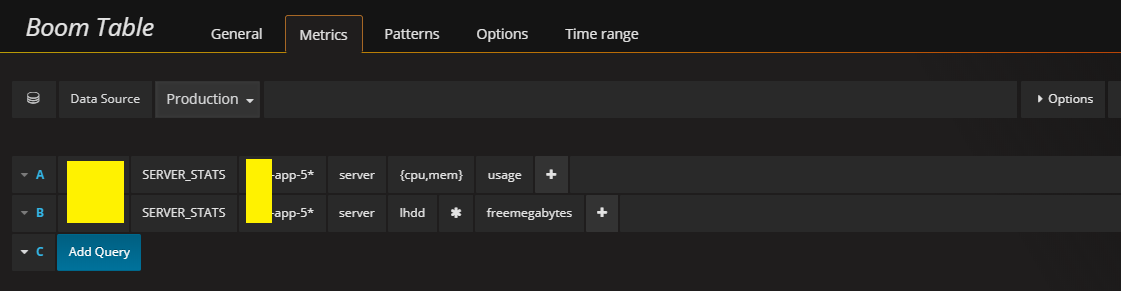 Boom Table General Metrics Patterns Options Time range
Data Source Production Options
A SERVER_STATS -app-5* server {cpu,mem} usage +
B SERVER_STATS -app-5* server lhdd * freemegabytes +
C Add Query